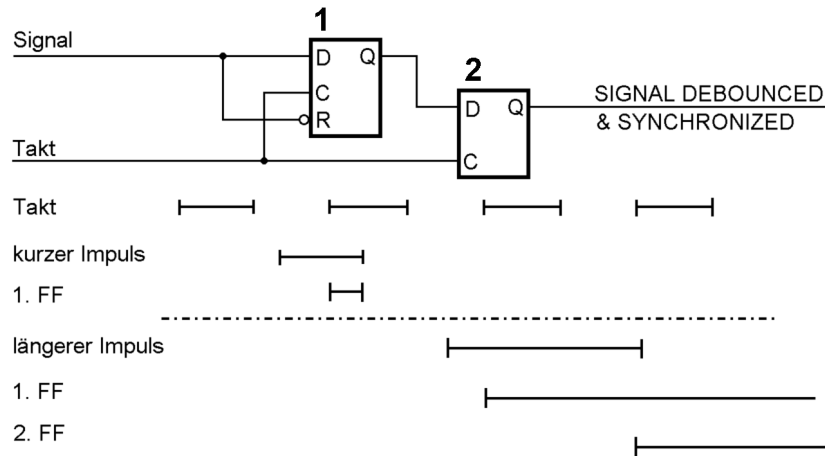 1
Signal
D Q
2
C
D Q
SIGNAL DEBOUNCED
R
& SYNCHRONIZED
Takt
C
Takt
kurzer Impuls
1. FF
längerer Impuls
1. FF
2. FF